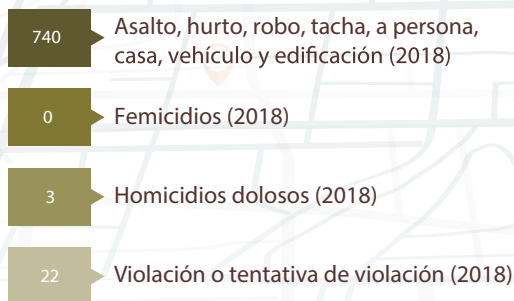 740
Asalto, hurto, robo, tacha, a persona,
casa, vehículo y edificación (2018)
0
Femicidios (2018)
3
Homicidios dolosos (2018)
22
Violación o tentativa de violación (2018)